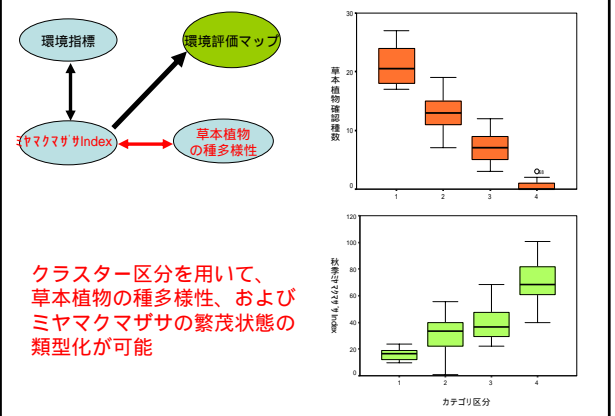 環境指標
環境評価マップ
ﾐﾔﾏｸﾏｻﾞｻIndex
草本植物
の種多様性
クラスター区分を用いて、
草本植物の種多様性、および
ミヤマクマザサの繁茂状態の
類型化が可能
草本植物確認種数
30
20
10
0
1 2 3 4
秋季ﾐﾔﾏｸﾏｻﾞｻIndex
120
100
80
60
40
20
0
1 2 3 4
カテゴリ区分